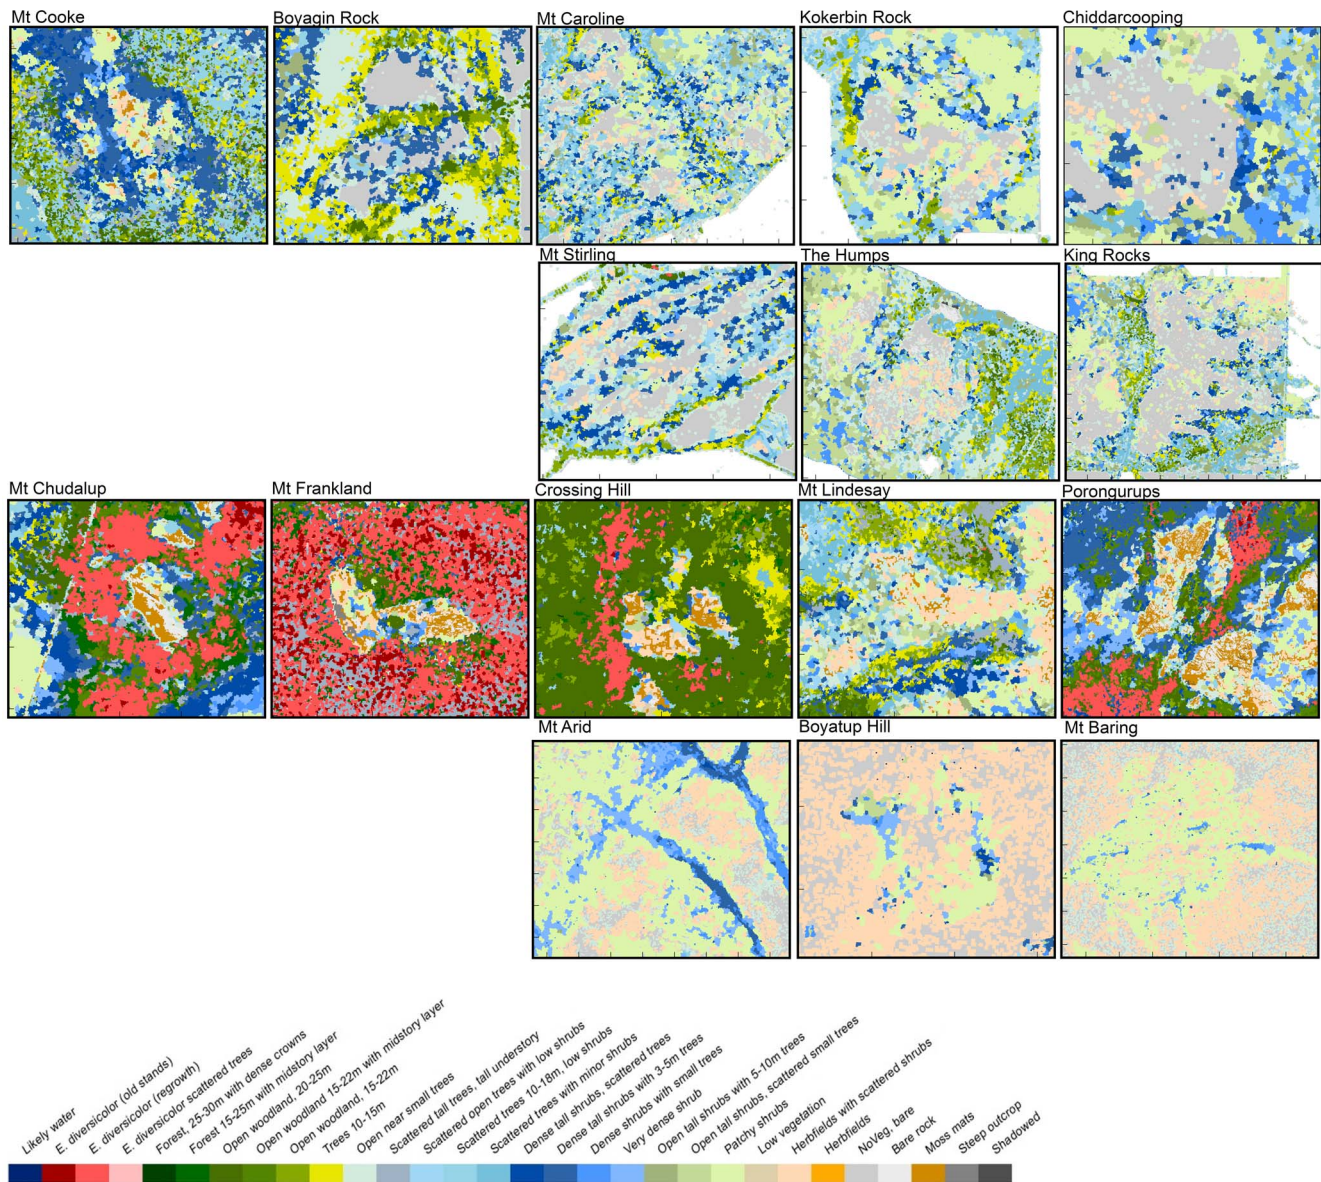 Mt Cooke
Boyagin Rock
Mt Caroline
Kokerbin Rock
Chiddarcooping
Mt Stirling
The Humps
King Rocks
Mt Chudalup
Mt Frankland
Crossing Hill
Mt Lindesay
Porongurups
Mt Arid
Boyatup Hill
Mt Baring
Likely water
E. diversicolor (old stands)
E. diversicolor (regrowth)
E. diversicolor scattered trees
Forest, 25-30m with dense crowns
Forest 15-25m with midstory layer
Open woodland, 20-25m
Open woodland 15-22m with midstory layer
Open woodland, 15-22m
Trees 10-15m
Open near small trees
Scattered tall trees, tall understory
Scattered open trees with low shrubs
Scattered trees 10-18m, low shrubs
Scattered trees with minor shrubs
Dense tall shrubs, scattered trees
Dense tall shrubs with 3-5m trees
Dense shrubs with small trees
Very dense shrub
Open tall shrubs with 5-10m trees
Open tall shrubs, scattered small trees
Patchy shrubs
Low vegetation
Herbfields with scattered shrubs
Herbfields
NoVeg, bare
Bare rock
Moss mats
Steep outcrop
Shadowed